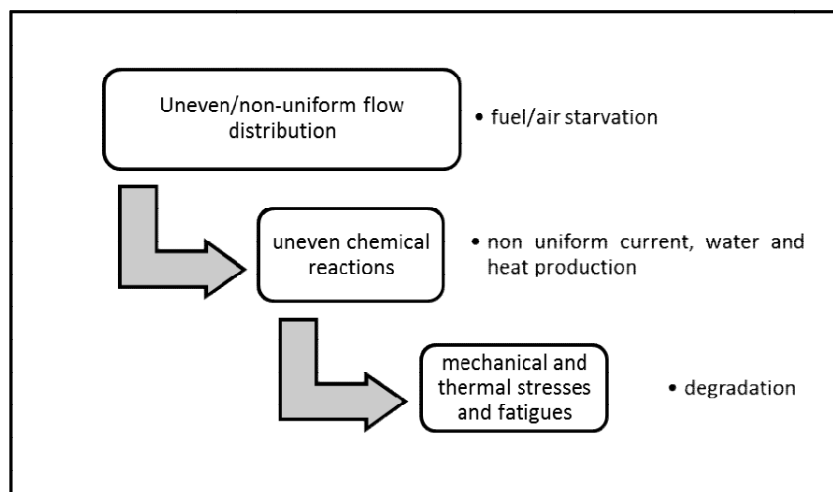 Uneven/non-uniform flow
distribution
• fuel/air starvation
uneven chemical
reactions
• non uniform current, water and
heat production
mechanical and
thermal stresses
and fatigues
• degradation